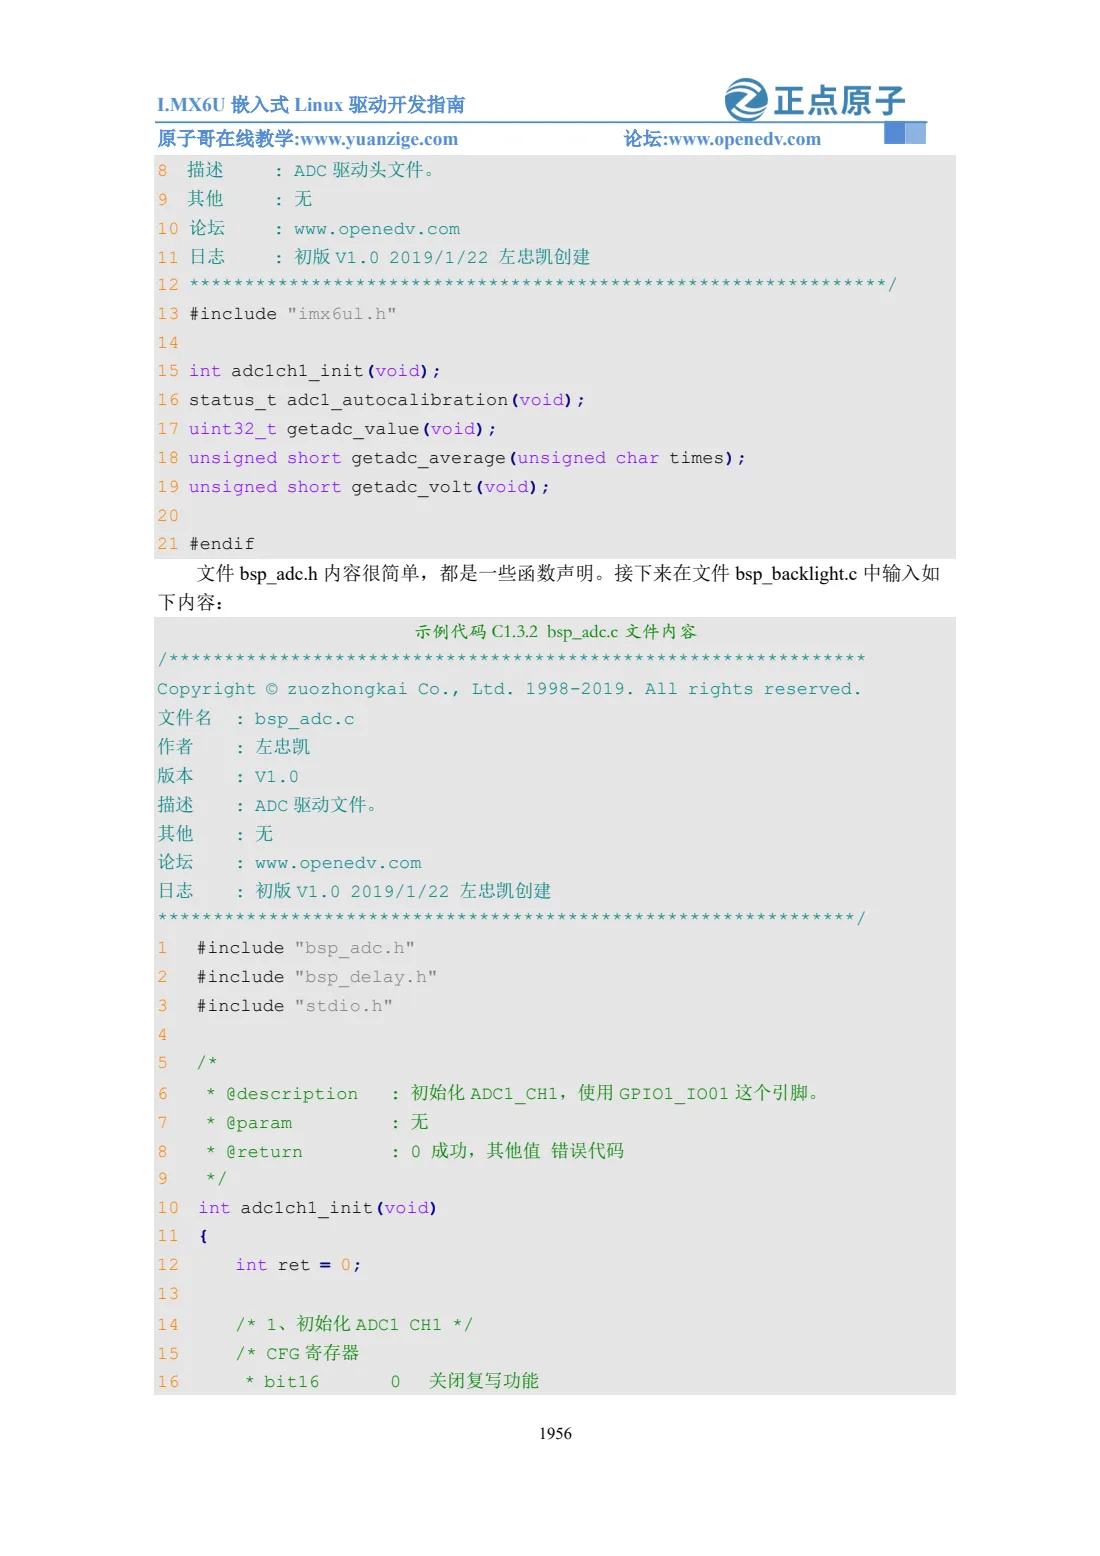 I.MX6U 嵌入式 Linux 驱动开发指南
正点原子
原子哥在线教学:www.yuanzige.com 论坛:www.openedv.com
8 描述 : ADC 驱动头文件。
9 其他 : 无
10 论坛 : www.openedv.com
11 日志 : 初版 V1.0 2019/1/22 左忠凯创建
12 ***************************************************************/
13 #include "imx6ul.h"
14
15 int adc1ch1_init(void);
16 status_t adc1_autocalibration(void);
17 uint32_t getadc_value(void);
18 unsigned short getadc_average(unsigned char times);
19 unsigned short getadc_volt(void);
20
21 #endif
文件 bsp_adc.h 内容很简单，都是一些函数声明。接下来在文件 bsp_backlight.c 中输入如
下内容：
示例代码 C1.3.2 bsp_adc.c 文件内容
/***************************************************************
Copyright © zuozhongkai Co., Ltd. 1998-2019. All rights reserved.
文件名 : bsp_adc.c
作者 : 左忠凯
版本 : V1.0
描述 : ADC 驱动文件。
其他 : 无
论坛 : www.openedv.com
日志 : 初版 V1.0 2019/1/22 左忠凯创建
***************************************************************/
1 #include "bsp_adc.h"
2 #include "bsp_delay.h"
3 #include "stdio.h"
4
5 /*
6 * @description : 初始化 ADC1_CH1，使用 GPIO1_IO01 这个引脚。
7 * @param : 无
8 * @return : 0 成功，其他值 错误代码
9 */
10 int adc1ch1_init(void)
11 {
12 int ret = 0;
13
14 /* 1、初始化 ADC1 CH1 */
15 /* CFG 寄存器
16 * bit16 0 关闭复写功能
1956